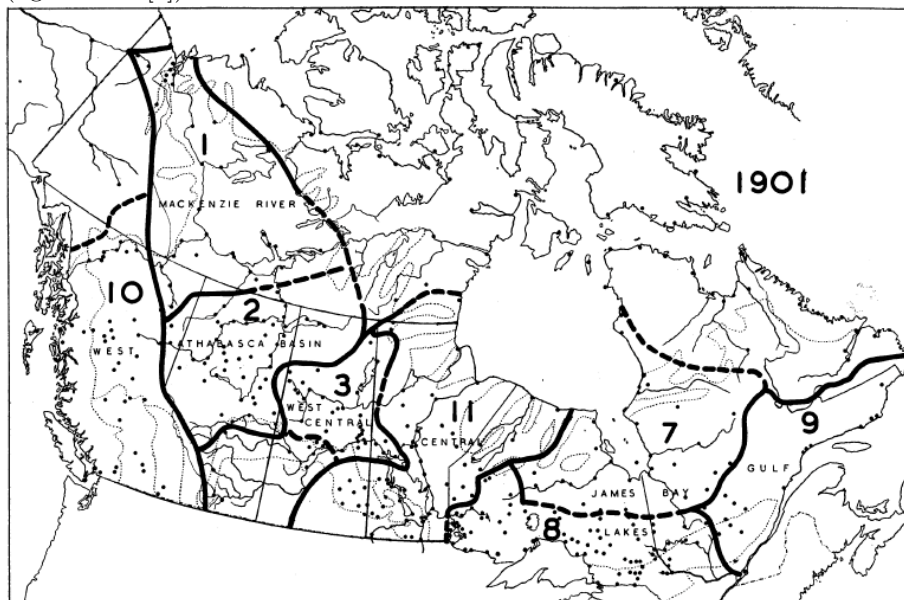 1901
1
MACKENZIE RIVER
10
WEST
2
ATHABASCA BASIN
3
WEST
CENTRAL
11
CENTRAL
7
JAMES BAY
9
GULF
8
LAKES